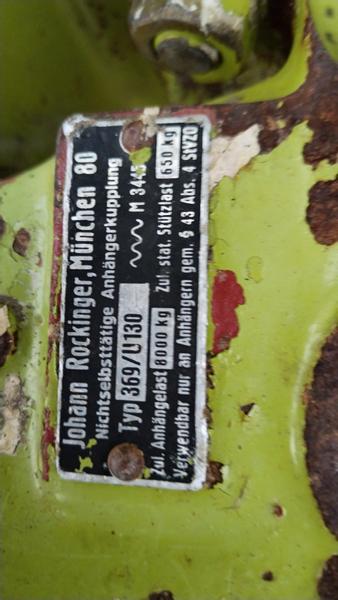 Johann Rockinger, München 80
Nichtselbsttätige Anhängerkupplung
Typ 369/U130 M 344
Zul. Anhängelast 8000 kg Zul. stat. Stützlast 650 kg
Verwendbar nur an Anhängern gem. § 43 Abs. 4 StVZO